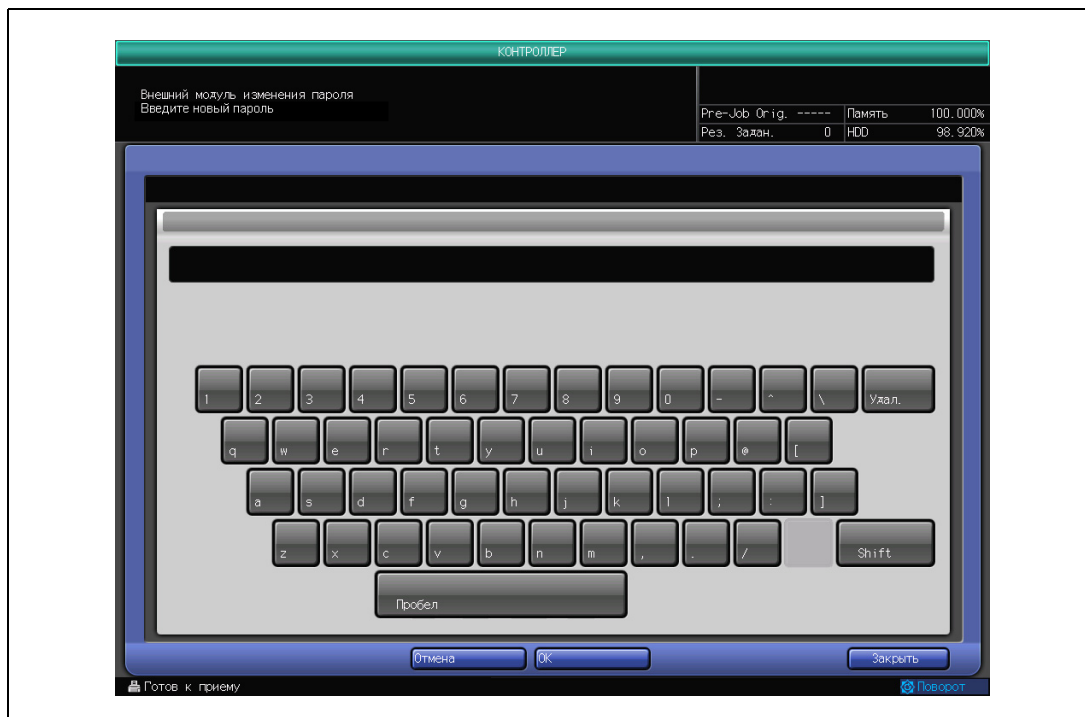 КОНТРОЛЛЕР
Внешний модуль изменения пароля
Введите новый пароль
Pre-Job Orig. ----- Память 100.000%
Рез. Задан. 0 HDD 98.920%
1 2 3 4 5 6 7 8 9 0 - ^ \ Удал.
q w e r t y u i o p @ [
a s d f g h j k l ; : ]
z x c v b n m , . / Shift
Пробел
Отмена OK Закрыть
Готов к приему Поворот